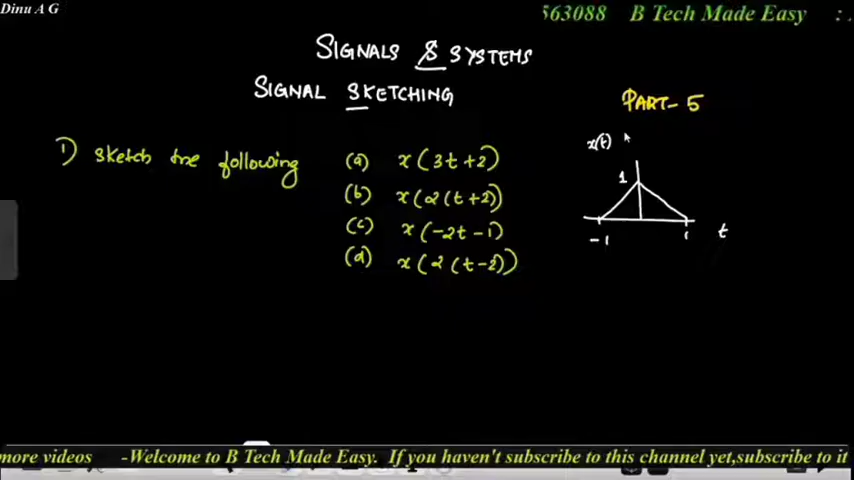 Dinu A G
563088 B Tech Made Easy :
SIGNALS & SYSTEMS
SIGNAL SKETCHING
PART- 5
1) Sketch the following
(a) x(3t+2)
(b) x(2(t+2))
(c) x(-2t-1)
(d) x(2(t-2))
x(t)
1
-1 1 t
more videos -Welcome to B Tech Made Easy. If you haven't subscribe to this channel yet,subscribe to it